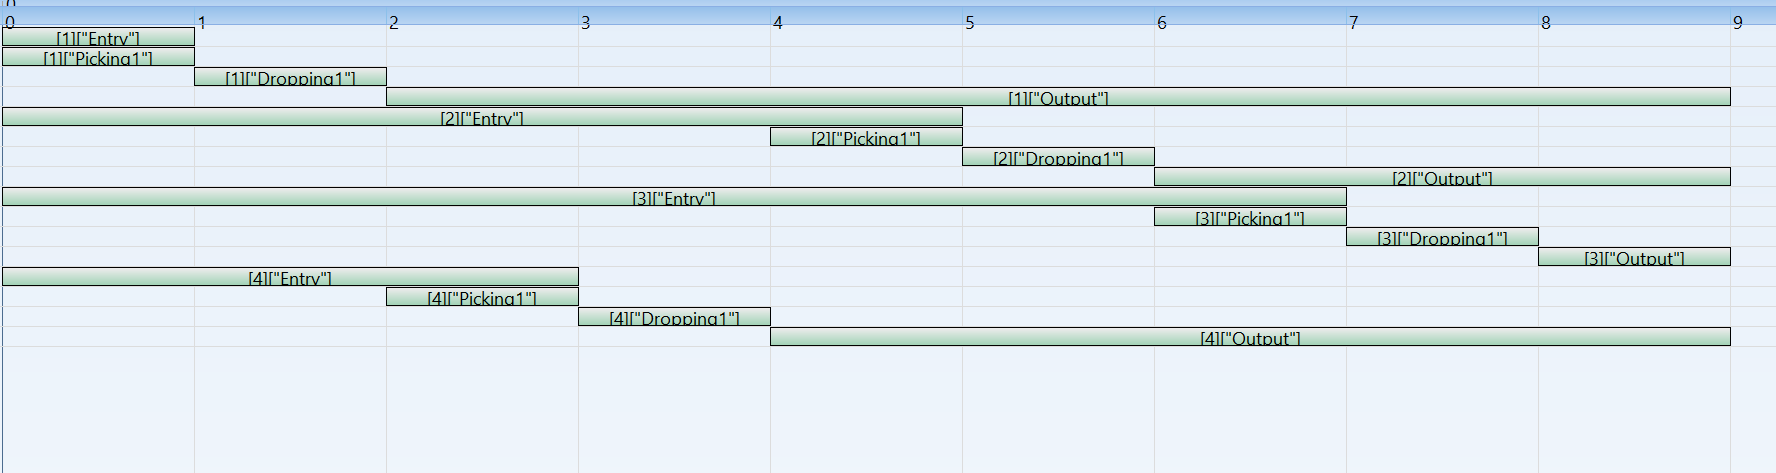 0
0 1 2 3 4 5 6 7 8 9
[1]["Entry"]
[1]["Picking1"]
[1]["Dropping1"]
[1]["Output"]
[2]["Entry"]
[2]["Picking1"]
[2]["Dropping1"]
[2]["Output"]
[3]["Entry"]
[3]["Picking1"]
[3]["Dropping1"]
[3]["Output"]
[4]["Entry"]
[4]["Picking1"]
[4]["Dropping1"]
[4]["Output"]